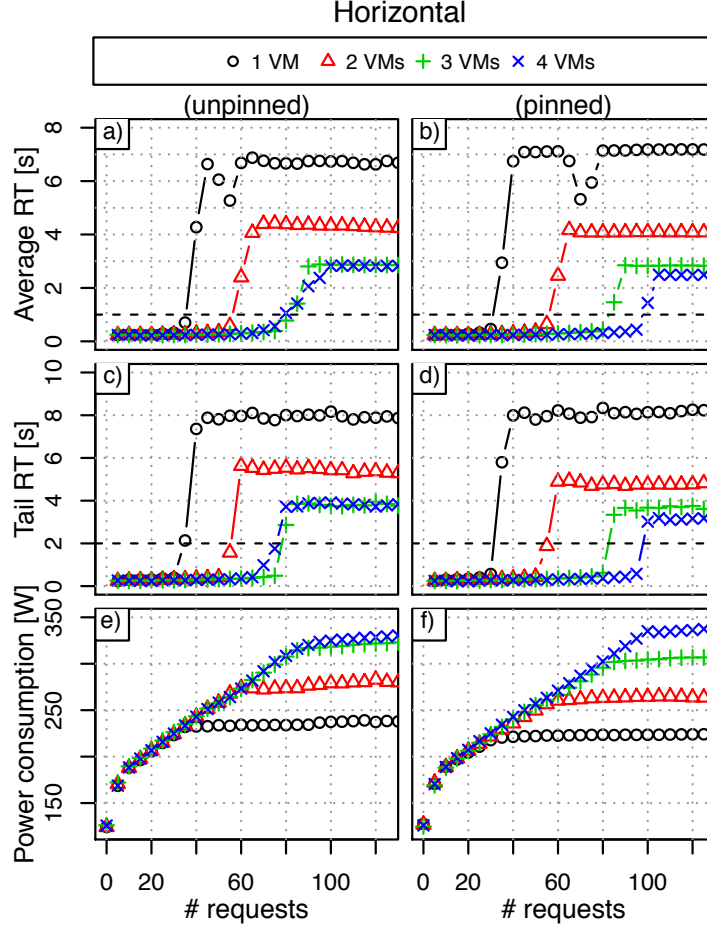 Horizontal
1 VM 2 VMs 3 VMs 4 VMs
(unpinned) (pinned)
a) b)
Average RT [s]
8
6
4
2
0
c) d)
Tail RT [s]
10
8
6
4
2
0
e) f)
Power consumption [W]
350
250
150
0 20 60 100 0 20 60 100
# requests # requests